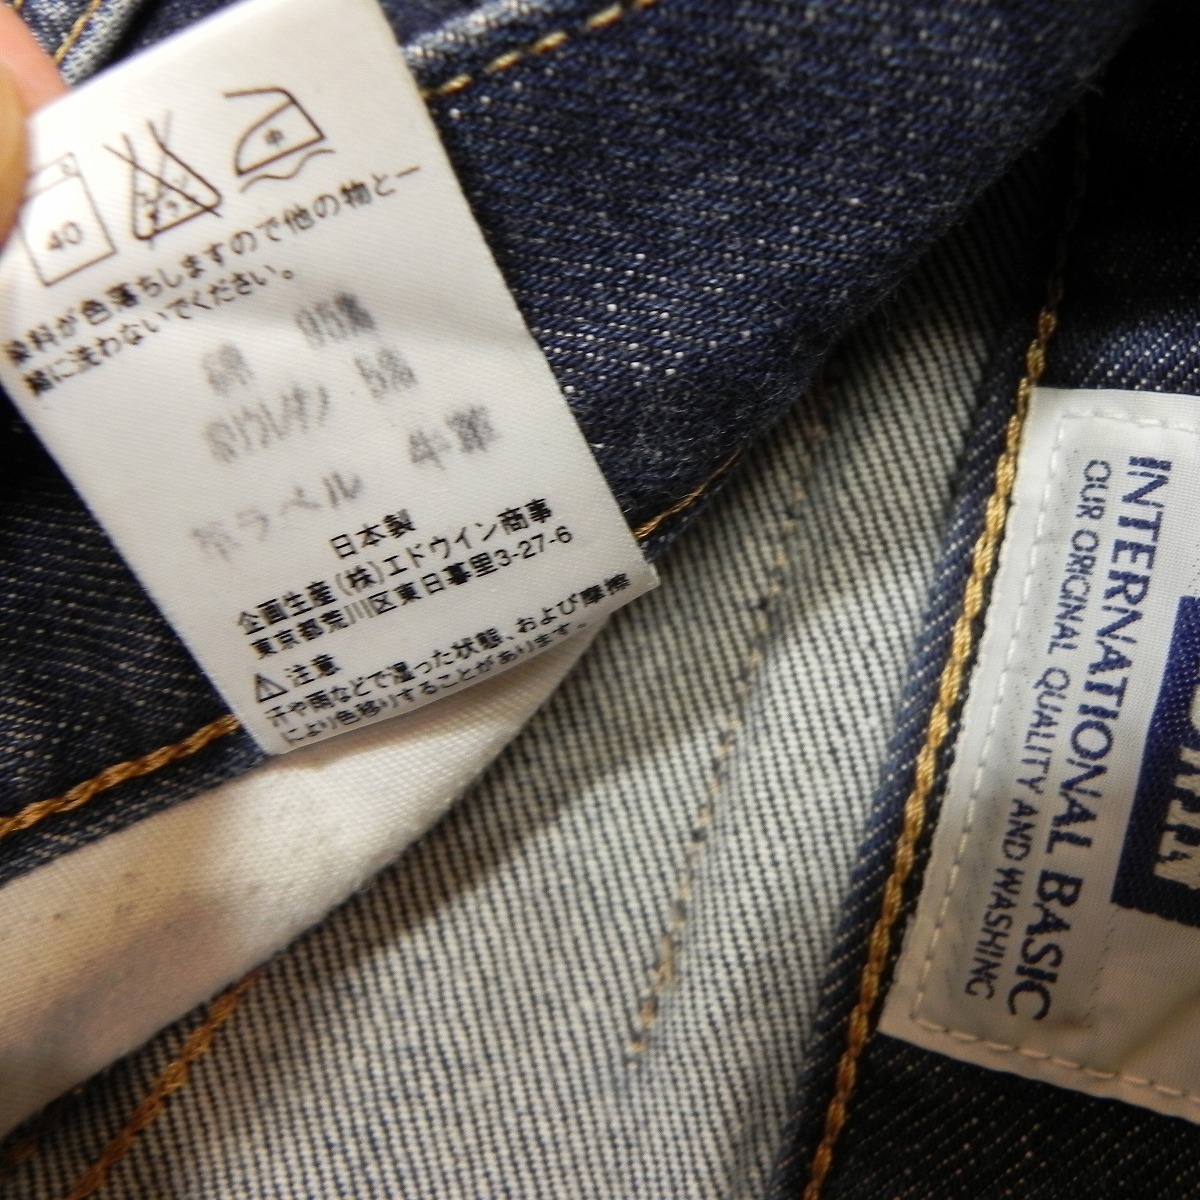 40
中
染料が色落ちしますので他の物と一
緒に洗わないでください。
綿 95%
ポリウレタン 5%
革ラベル 牛革
日本製
企画生産(株)エドウイン商事
東京都荒川区東日暮里3-27-6
⚠注意
汗や雨などで湿った状態、および摩擦
により色移りすることがあります。
INTERNATIONAL BASIC
OUR ORIGINAL QUALITY AND WASHING